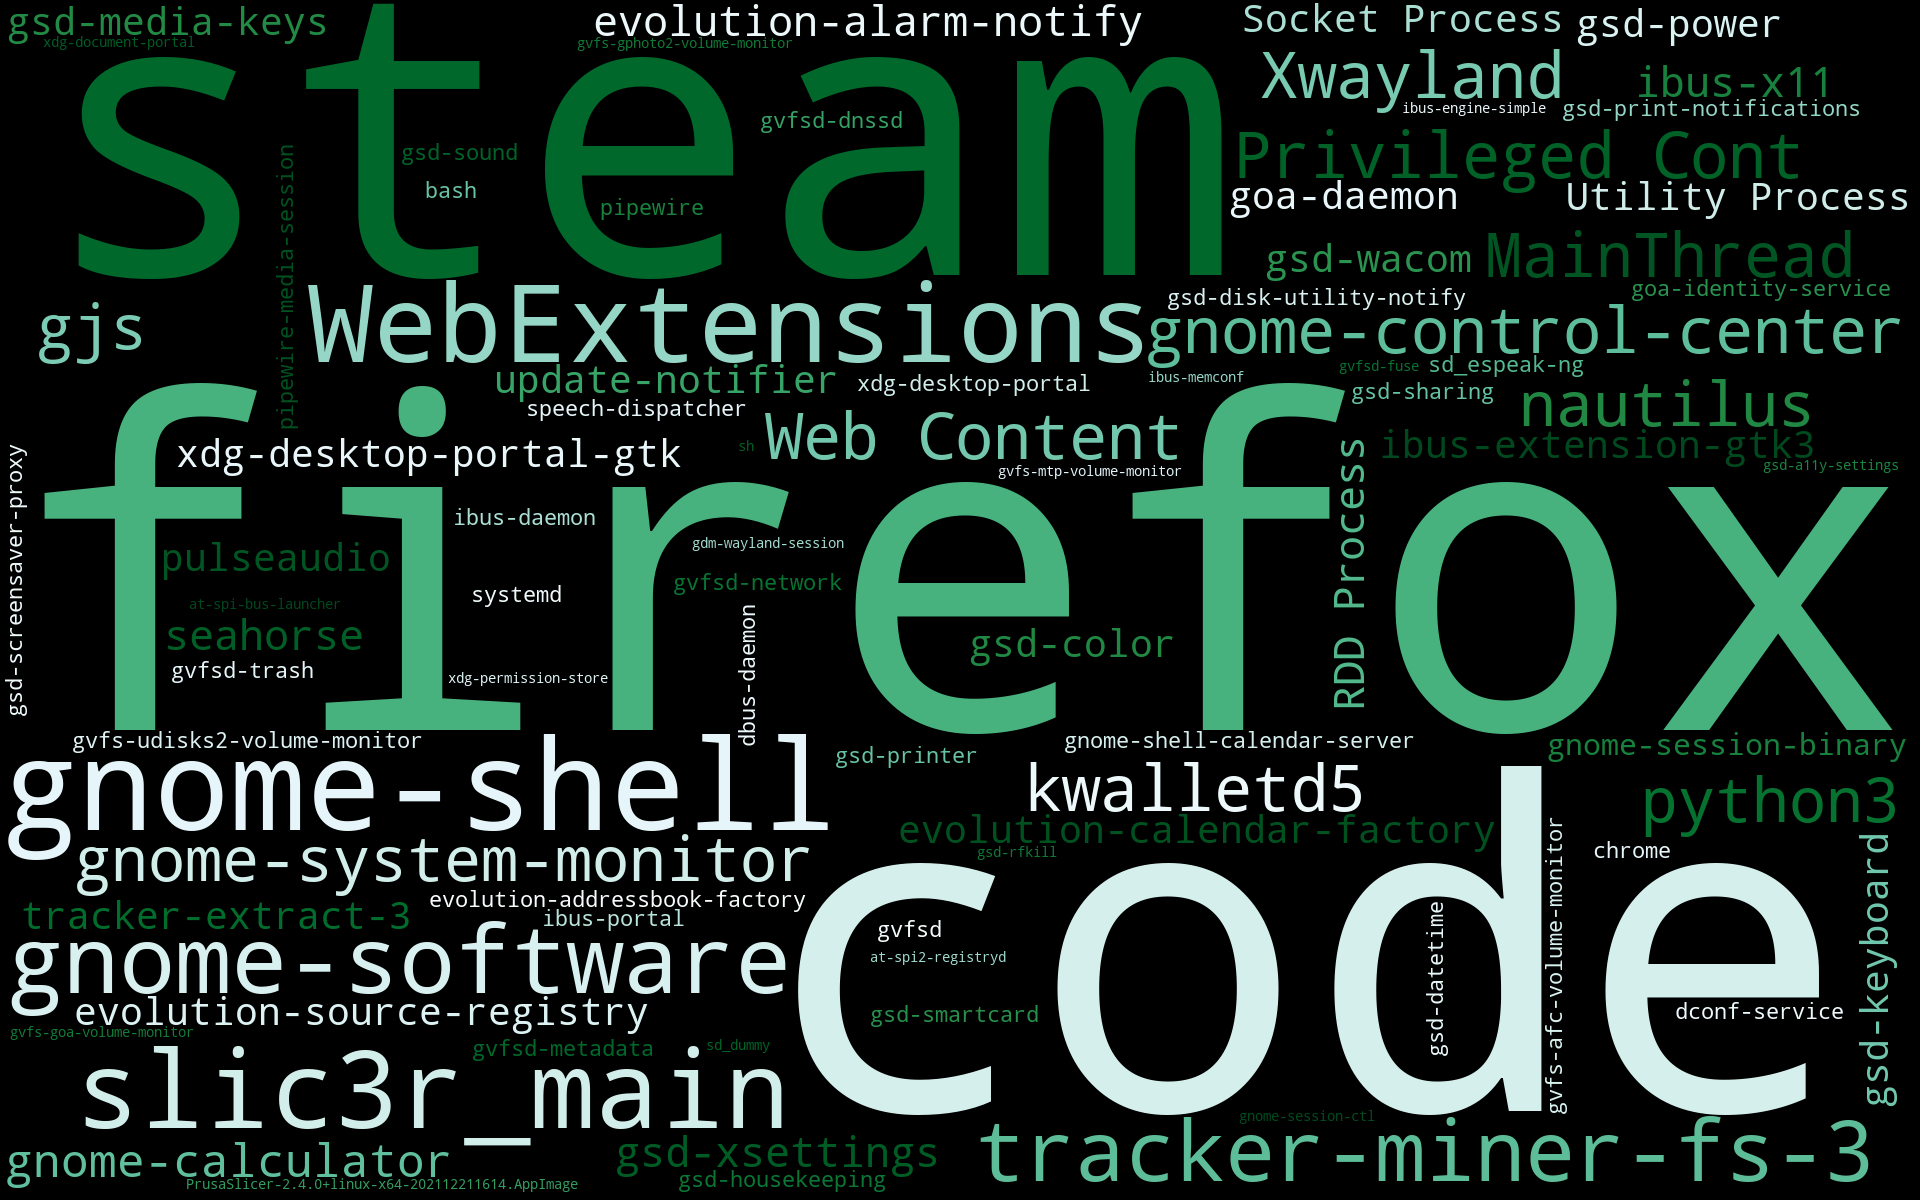 gsd-media-keys
evolution-alarm-notify
Socket Process
gsd-power
xdg-document-portal
gvfs-gphoto2-volume-monitor
steam
Xwayland
ibus-x11
ibus-engine-simple
gsd-print-notifications
gvfsd-dnssd
gsd-sound
Privileged Cont
bash
pipewire
goa-daemon
Utility Process
pipewire-media-session
gsd-wacom
MainThread
goa-identity-service
gsd-disk-utility-notify
gjs
WebExtensions
gnome-control-center
gvfsd-fuse
sd_espeak-ng
update-notifier
xdg-desktop-portal
ibus-memconf
gsd-sharing
speech-dispatcher
nautilus
xdg-desktop-portal-gtk
sh
Web Content
ibus-extension-gtk3
gvfs-mtp-volume-monitor
gsd-a11y-settings
gsd-screensaver-proxy
firefox
RDD Process
ibus-daemon
gdm-wayland-session
pulseaudio
gvfsd-network
systemd
at-spi-bus-launcher
seahorse
gsd-color
gvfsd-trash
xdg-permission-store
dbus-daemon
gvfs-udisks2-volume-monitor
gnome-shell-calendar-server
gnome-session-binary
gsd-printer
gnome-shell
kwalletd5
python3
evolution-calendar-factory
gnome-system-monitor
gsd-rfkill
chrome
code
gsd-keyboard
evolution-addressbook-factory
tracker-extract-3
ibus-portal
gvfsd
gsd-datetime
gvfs-afc-volume-monitor
gnome-software
at-spi2-registryd
evolution-source-registry
gsd-smartcard
dconf-service
gvfs-goa-volume-monitor
gvfsd-metadata
sd_dummy
slic3r_main
gnome-session-ctl
gnome-calculator
gsd-xsettings
tracker-miner-fs-3
gsd-housekeeping
PrusaSlicer-2.4.0+linux-x64-202112211614.AppImage